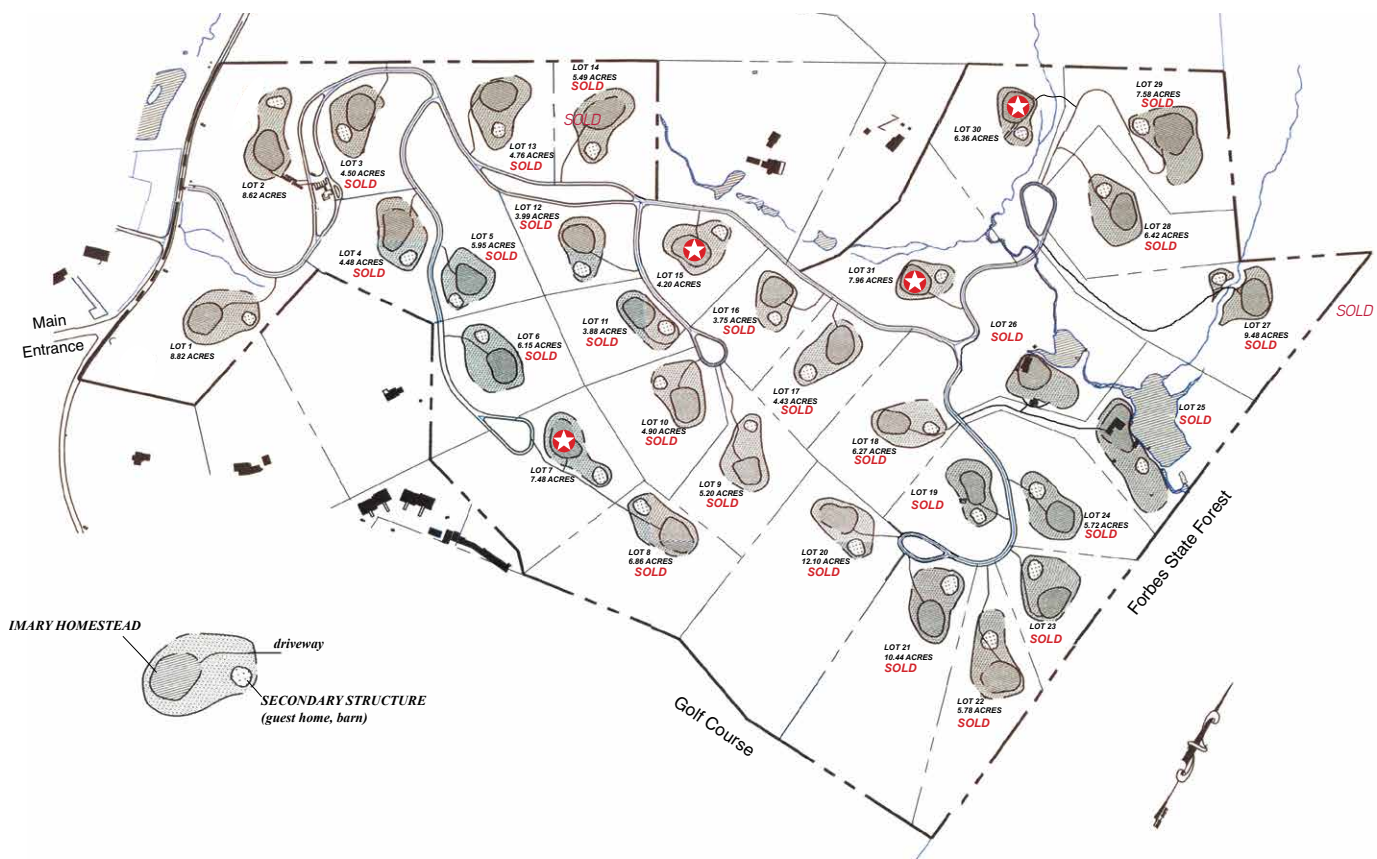 LOT 14
5.49 ACRES
SOLD
SOLD
LOT 29
7.58 ACRES
SOLD
LOT 30
6.36 ACRES
LOT 13
4.76 ACRES
SOLD
LOT 3
4.50 ACRES
SOLD
LOT 2
8.62 ACRES
LOT 12
3.99 ACRES
SOLD
LOT 28
6.42 ACRES
SOLD
LOT 5
5.95 ACRES
SOLD
LOT 4
4.48 ACRES
SOLD
LOT 15
4.20 ACRES
LOT 31
7.96 ACRES
Main
Entrance
LOT 1
8.82 ACRES
LOT 11
3.88 ACRES
SOLD
LOT 16
3.75 ACRES
SOLD
LOT 26
SOLD
LOT 27
9.48 ACRES
SOLD
SOLD
LOT 6
6.15 ACRES
SOLD
LOT 17
4.43 ACRES
SOLD
LOT 10
4.90 ACRES
SOLD
LOT 18
6.27 ACRES
SOLD
LOT 25
SOLD
LOT 7
7.48 ACRES
LOT 9
5.20 ACRES
SOLD
LOT 19
SOLD
LOT 24
5.72 ACRES
SOLD
LOT 8
6.86 ACRES
SOLD
LOT 20
12.10 ACRES
SOLD
Forbes State Forest
LOT 23
SOLD
LOT 21
10.44 ACRES
SOLD
LOT 22
5.78 ACRES
SOLD
Golf Course
IMARY HOMESTEAD
driveway
SECONDARY STRUCTURE
(guest home, barn)